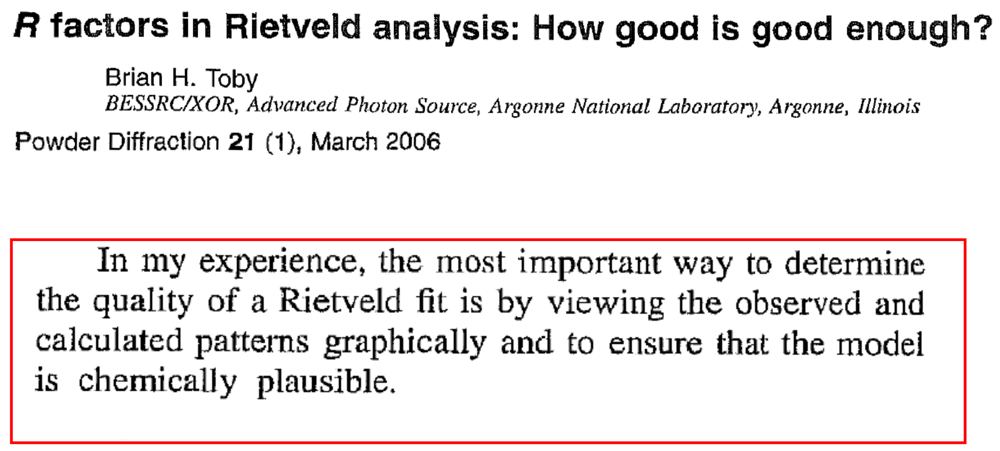 R factors in Rietveld analysis: How good is good enough?
Brian H. Toby
BESSRC/XOR, Advanced Photon Source, Argonne National Laboratory, Argonne, Illinois
Powder Diffraction 21 (1), March 2006
In my experience, the most important way to determine
the quality of a Rietveld fit is by viewing the observed and
calculated patterns graphically and to ensure that the model
is chemically plausible.